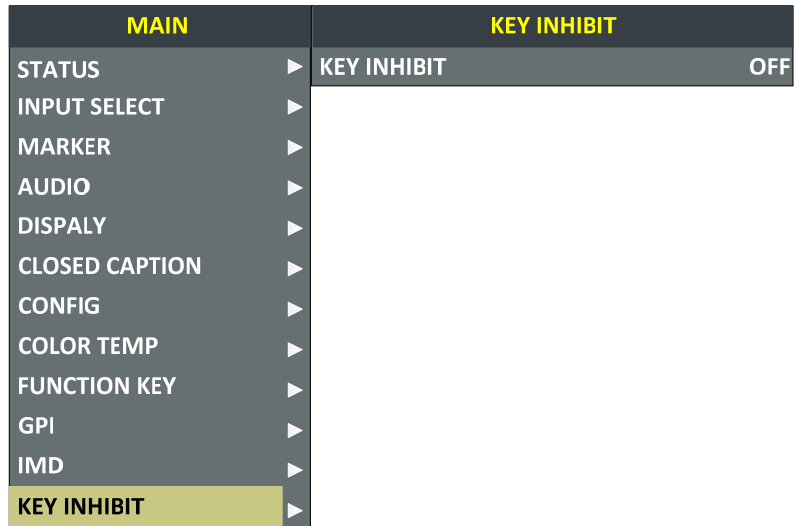 MAIN
STATUS
INPUT SELECT
MARKER
AUDIO
DISPALY
CLOSED CAPTION
CONFIG
COLOR TEMP
FUNCTION KEY
GPI
IMD
KEY INHIBIT
KEY INHIBIT
KEY INHIBIT OFF